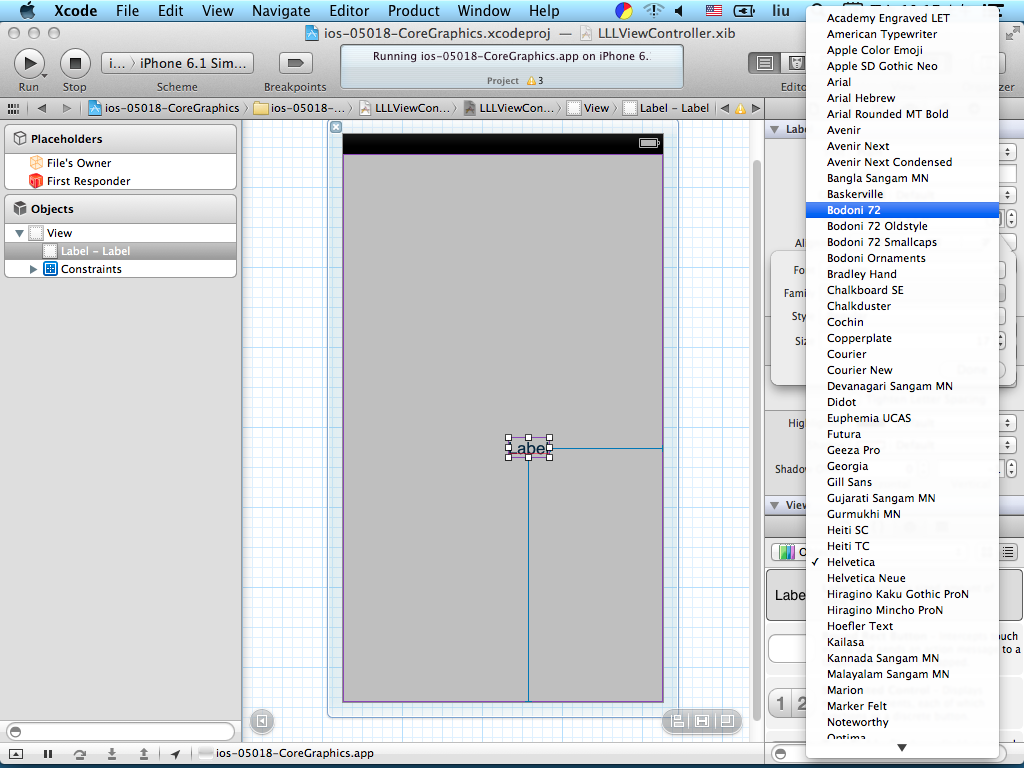 Xcode File Edit View Navigate Editor Product Window Help liu
ios-05018-CoreGraphics.xcodeproj — LLLViewController.xib
i... 〉 iPhone 6.1 Sim...
Running ios-05018-CoreGraphics.app on iPhone 6.
Project 3
Run Stop Scheme Breakpoints
ios-05018-CoreGraphics ios-05018-... LLLViewCon... LLLViewCon... View Label – Label
Placeholders
File's Owner
First Responder
Objects
View
Label – Label
Constraints
Label
ios-05018-CoreGraphics.app
Academy Engraved LET
American Typewriter
Apple Color Emoji
Apple SD Gothic Neo
Arial
Arial Hebrew
Arial Rounded MT Bold
Avenir
Avenir Next
Avenir Next Condensed
Bangla Sangam MN
Baskerville
Bodoni 72
Bodoni 72 Oldstyle
Bodoni 72 Smallcaps
Bodoni Ornaments
Bradley Hand
Chalkboard SE
Chalkduster
Cochin
Copperplate
Courier
Courier New
Devanagari Sangam MN
Didot
Euphemia UCAS
Futura
Geeza Pro
Georgia
Gill Sans
Gujarati Sangam MN
Gurmukhi MN
Heiti SC
Heiti TC
✓ Helvetica
Helvetica Neue
Hiragino Kaku Gothic ProN
Hiragino Mincho ProN
Hoefler Text
Kailasa
Kannada Sangam MN
Malayalam Sangam MN
Marion
Marker Felt
Noteworthy
Optima
View
Shadow
1 2